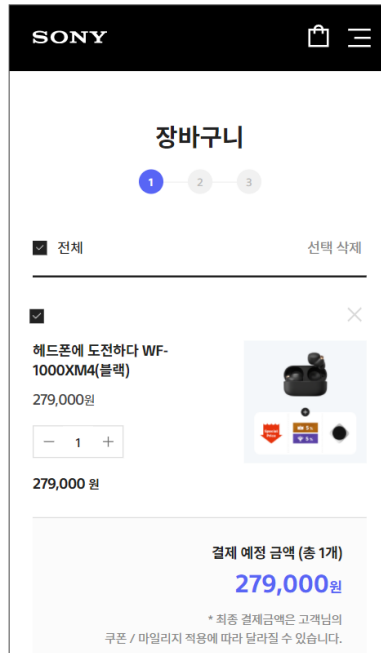 SONY
장바구니
1 2 3
전체 선택 삭제
헤드폰에 도전하다 WF-
1000XM4(블랙)
279,000원
1
279,000 원
결제 예정 금액 (총 1개)
279,000원
* 최종 결제금액은 고객님의
쿠폰 / 마일리지 적용에 따라 달라질 수 있습니다.